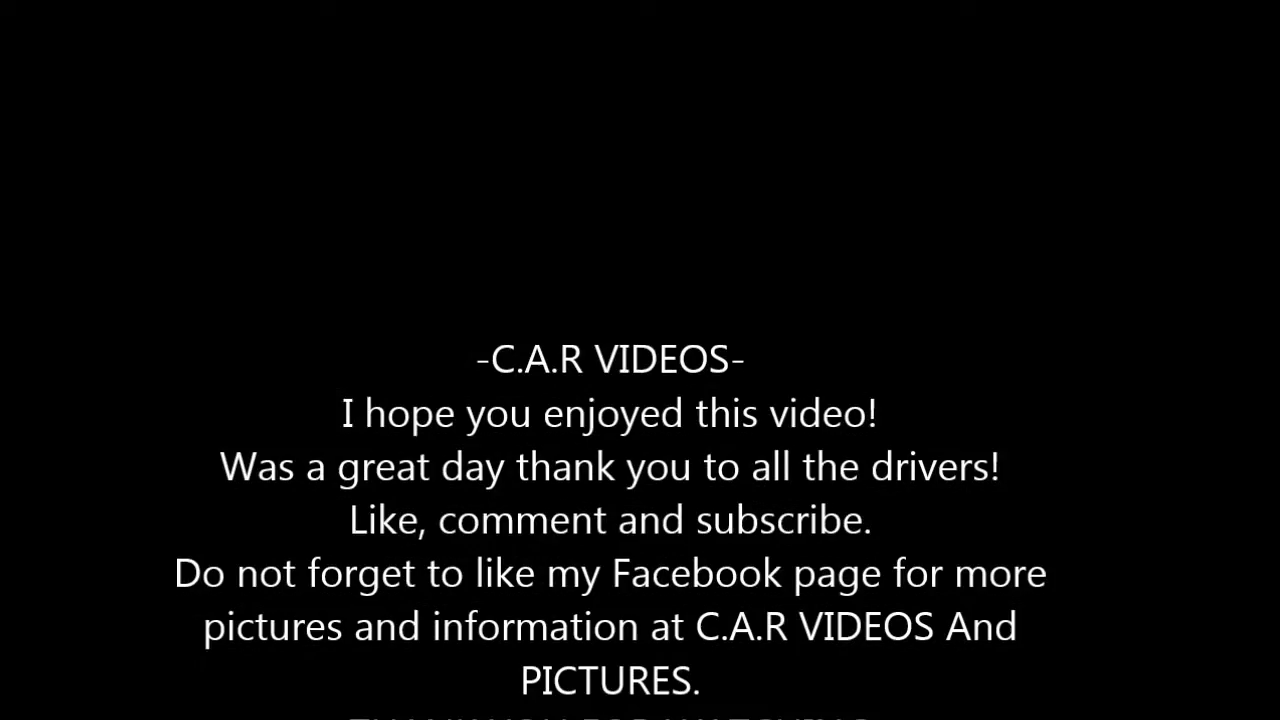 -C.A.R VIDEOS-
I hope you enjoyed this video!
Was a great day thank you to all the drivers!
Like, comment and subscribe.
Do not forget to like my Facebook page for more
pictures and information at C.A.R VIDEOS And
PICTURES.